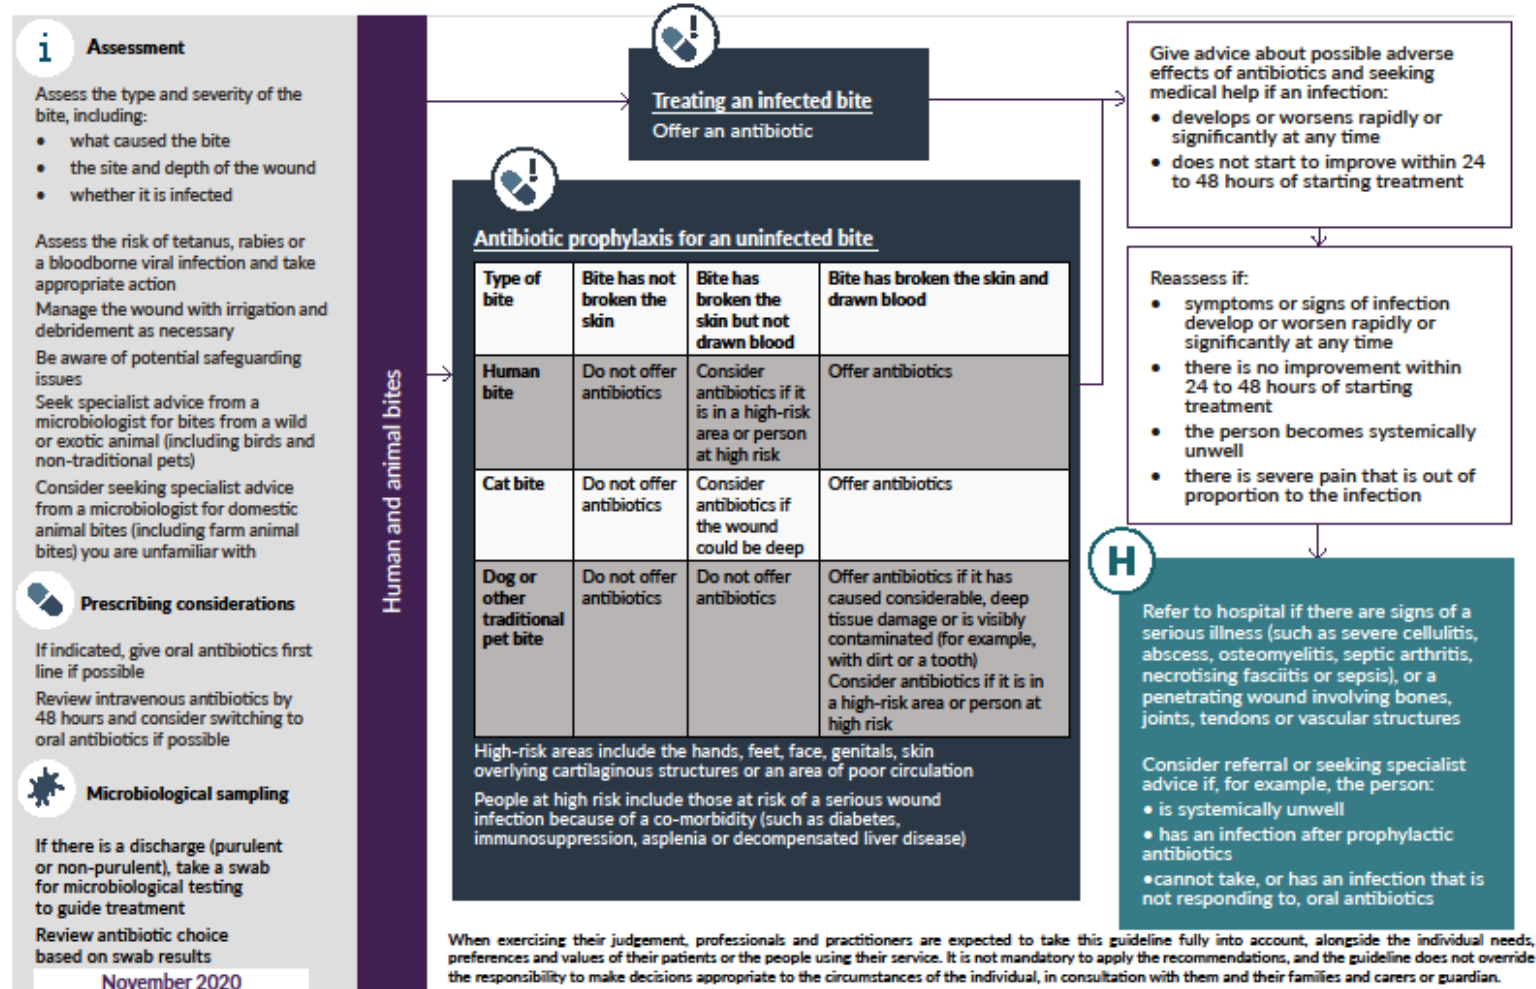 i
Assessment
Assess the type and severity of the
bite, including:
• what caused the bite
• the site and depth of the wound
• whether it is infected
Assess the risk of tetanus, rabies or
a bloodborne viral infection and take
appropriate action
Manage the wound with irrigation and
debridement as necessary
Be aware of potential safeguarding
issues
Seek specialist advice from a
microbiologist for bites from a wild
or exotic animal (including birds and
non-traditional pets)
Consider seeking specialist advice
from a microbiologist for domestic
animal bites (including farm animal
bites) you are unfamiliar with
Prescribing considerations
If indicated, give oral antibiotics first
line if possible
Review intravenous antibiotics by
48 hours and consider switching to
oral antibiotics if possible
Microbiological sampling
If there is a discharge (purulent
or non-purulent), take a swab
for microbiological testing
to guide treatment
Review antibiotic choice
based on swab results
November 2020
Human and animal bites
!
Treating an infected bite
Offer an antibiotic
!
Antibiotic prophylaxis for an uninfected bite
Type of
bite
Bite has not
broken the
skin
Bite has
broken the
skin but not
drawn blood
Bite has broken the skin and
drawn blood
Human
bite
Do not offer
antibiotics
Consider
antibiotics if it
is in a high-risk
area or person
at high risk
Offer antibiotics
Cat bite
Do not offer
antibiotics
Consider
antibiotics if
the wound
could be deep
Offer antibiotics
Dog or
other
traditional
pet bite
Do not offer
antibiotics
Do not offer
antibiotics
Offer antibiotics if it has
caused considerable, deep
tissue damage or is visibly
contaminated (for example,
with dirt or a tooth)
Consider antibiotics if it is in
a high-risk area or person at
high risk
High-risk areas include the hands, feet, face, genitals, skin
overlying cartilaginous structures or an area of poor circulation
People at high risk include those at risk of a serious wound
infection because of a co-morbidity (such as diabetes,
immunosuppression, asplenia or decompensated liver disease)
Give advice about possible adverse
effects of antibiotics and seeking
medical help if an infection:
• develops or worsens rapidly or
significantly at any time
• does not start to improve within 24
to 48 hours of starting treatment
Reassess if:
• symptoms or signs of infection
develop or worsen rapidly or
significantly at any time
• there is no improvement within
24 to 48 hours of starting
treatment
• the person becomes systemically
unwell
• there is severe pain that is out of
proportion to the infection
H
Refer to hospital if there are signs of a
serious illness (such as severe cellulitis,
abscess, osteomyelitis, septic arthritis,
necrotising fasciitis or sepsis), or a
penetrating wound involving bones,
joints, tendons or vascular structures
Consider referral or seeking specialist
advice if, for example, the person:
• is systemically unwell
• has an infection after prophylactic
antibiotics
•cannot take, or has an infection that is
not responding to, oral antibiotics
When exercising their judgement, professionals and practitioners are expected to take this guideline fully into account, alongside the individual needs,
preferences and values of their patients or the people using their service. It is not mandatory to apply the recommendations, and the guideline does not override
the responsibility to make decisions appropriate to the circumstances of the individual, in consultation with them and their families and carers or guardian.